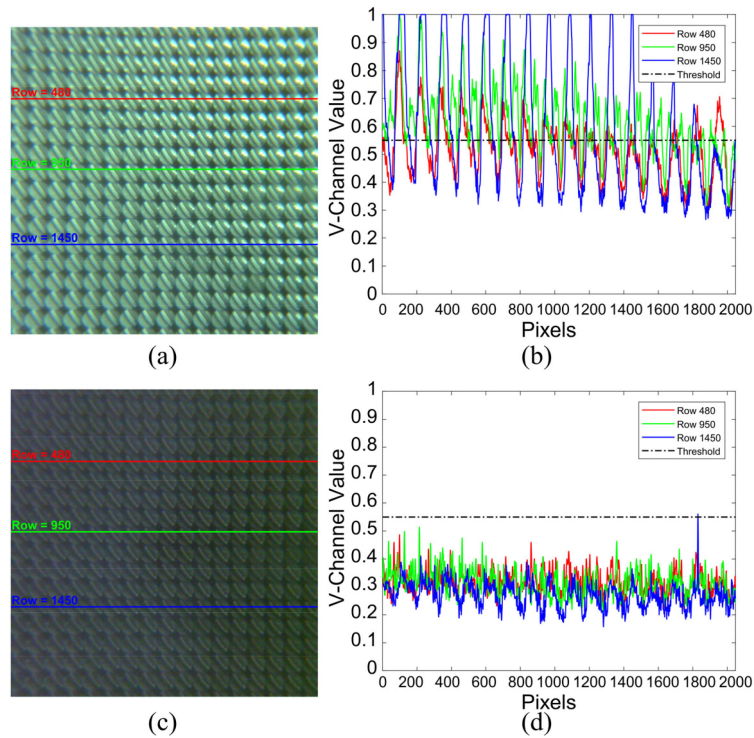 Row = 480
Row = 950
Row = 1450
(a)
V-Channel Value
1
0.9
0.8
0.7
0.6
0.5
0.4
0.3
0.2
0.1
0
0 200 400 600 800 1000 1200 1400 1600 1800 2000
Pixels
Row 480
Row 950
Row 1450
Threshold
(b)
Row = 480
Row = 950
Row = 1450
(c)
V-Channel Value
1
0.9
0.8
0.7
0.6
0.5
0.4
0.3
0.2
0.1
0
0 200 400 600 800 1000 1200 1400 1600 1800 2000
Pixels
Row 480
Row 950
Row 1450
Threshold
(d)